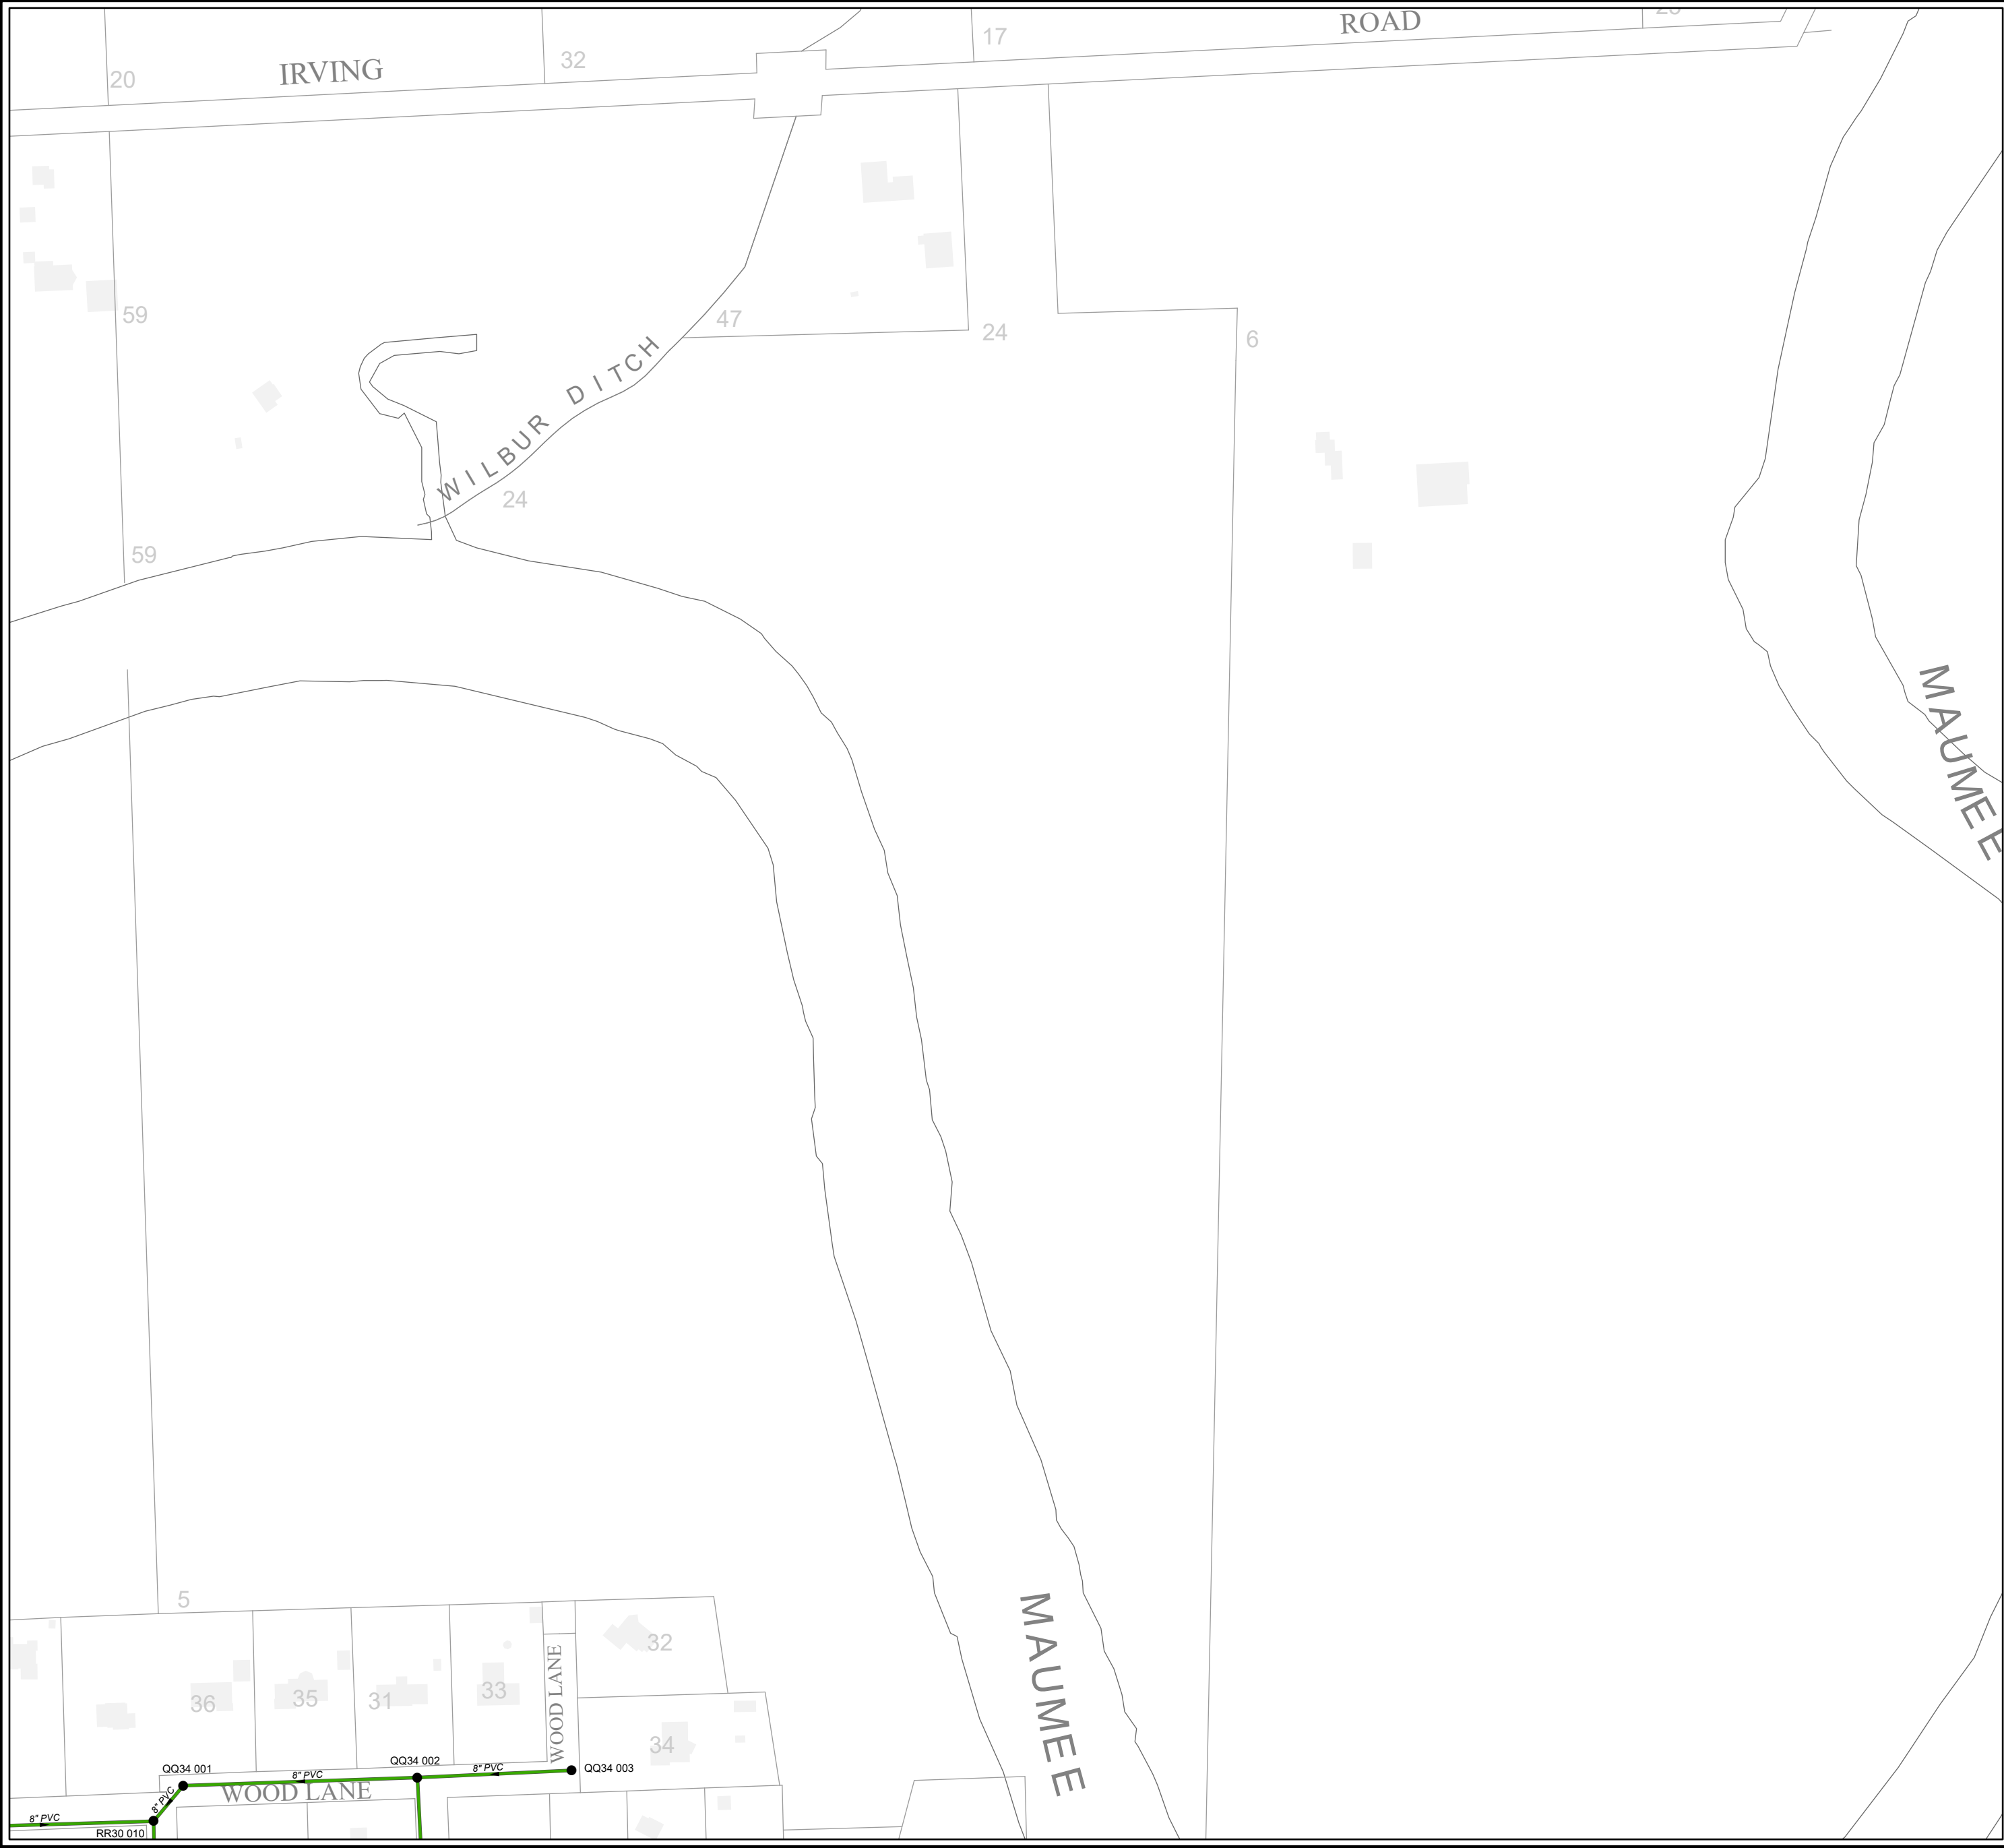 ROAD
17
IRVING
32
20
59
47
24
6
WILBUR DITCH
24
59
MAUMEE
5
MAUMEE
32
WOOD LANE
36
35
31
33
34
QQ34 001
QQ34 002
QQ34 003
8" PVC
8" PVC
8" PVC
WOOD LANE
8" PVC
RR30 010